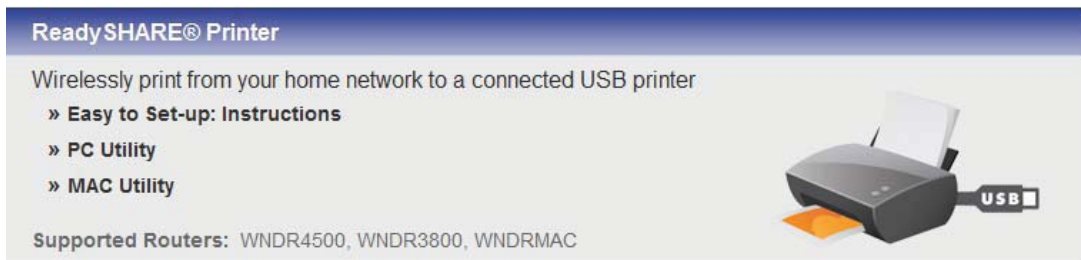 ReadySHARE® Printer
Wirelessly print from your home network to a connected USB printer
» Easy to Set-up: Instructions
» PC Utility
» MAC Utility
USB
Supported Routers: WNDR4500, WNDR3800, WNDRMAC